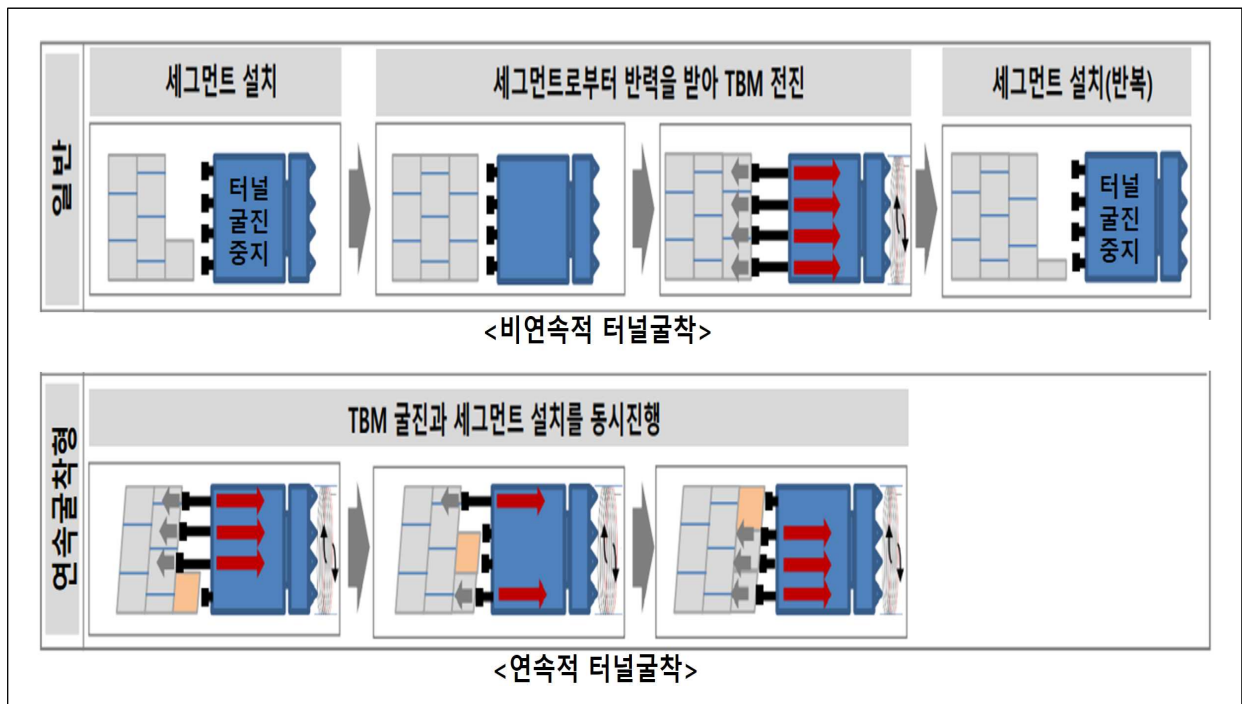 일반
세그먼트 설치
세그먼트로부터 반력을 받아 TBM 전진
세그먼트 설치(반복)
터널
굴진
중지
터널
굴진
중지
<비연속적 터널굴착>
연속굴착형
TBM 굴진과 세그먼트 설치를 동시진행
<연속적 터널굴착>